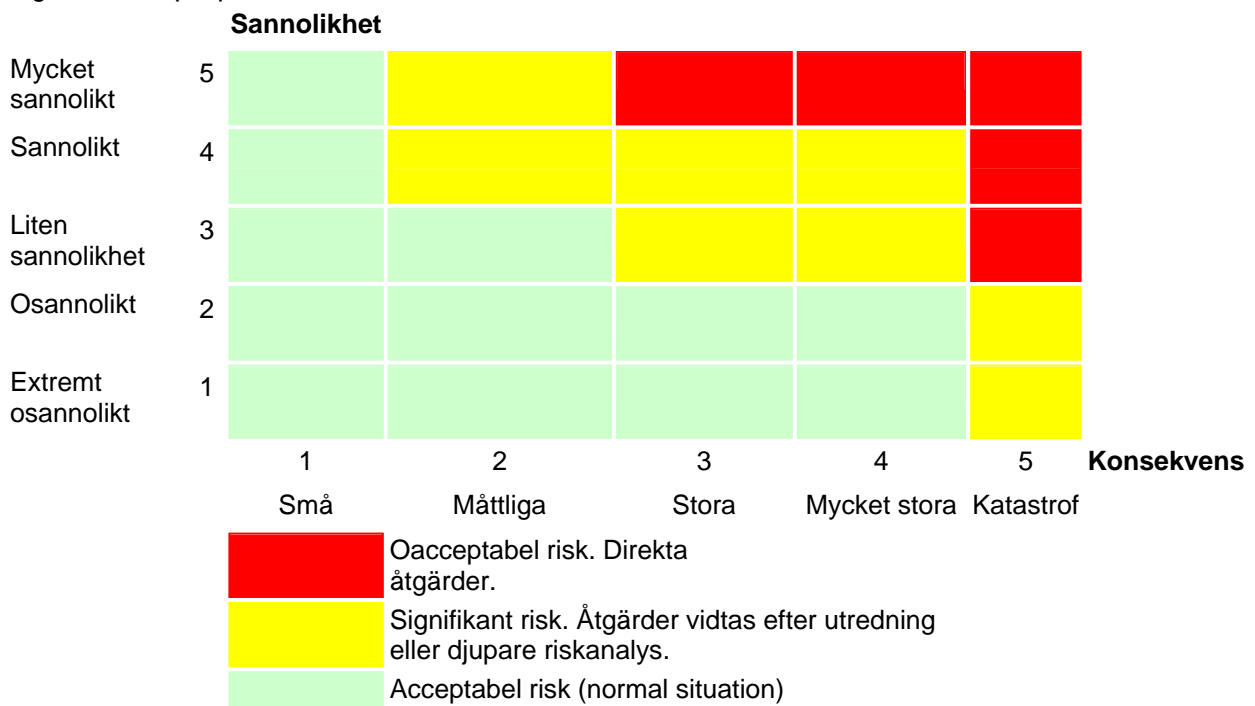 Sannolikhet
Mycket
sannolikt
5
Sannolikt
4
Liten
sannolikhet
3
Osannolikt
2
Extremt
osannolikt
1
1 2 3 4 5 Konsekvens
Små Måttliga Stora Mycket stora Katastrof
Oacceptabel risk. Direkta
åtgärder.
Signifikant risk. Åtgärder vidtas efter utredning
eller djupare riskanalys.
Acceptabel risk (normal situation)